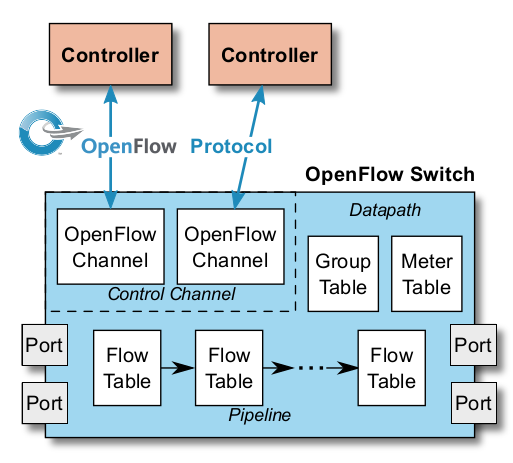 Controller Controller
OpenFlow Protocol
OpenFlow Switch
OpenFlow
Channel
OpenFlow
Channel
Control Channel
Datapath
Group
Table
Meter
Table
Port
Port
Flow
Table
Flow
Table
...
Flow
Table
Pipeline
Port
Port